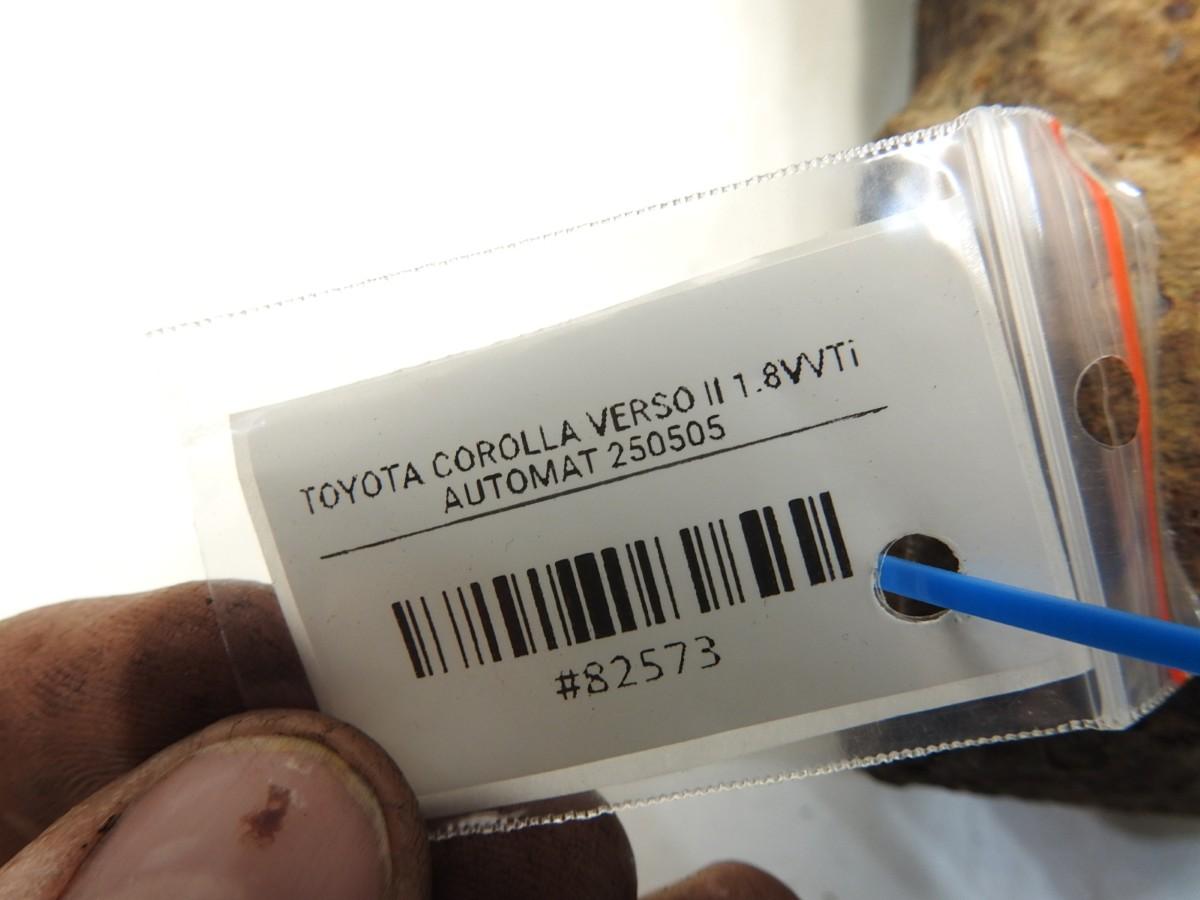 TOYOTA COROLLA VERSO II 1.8VVTi
AUTOMAT 250505
#82573